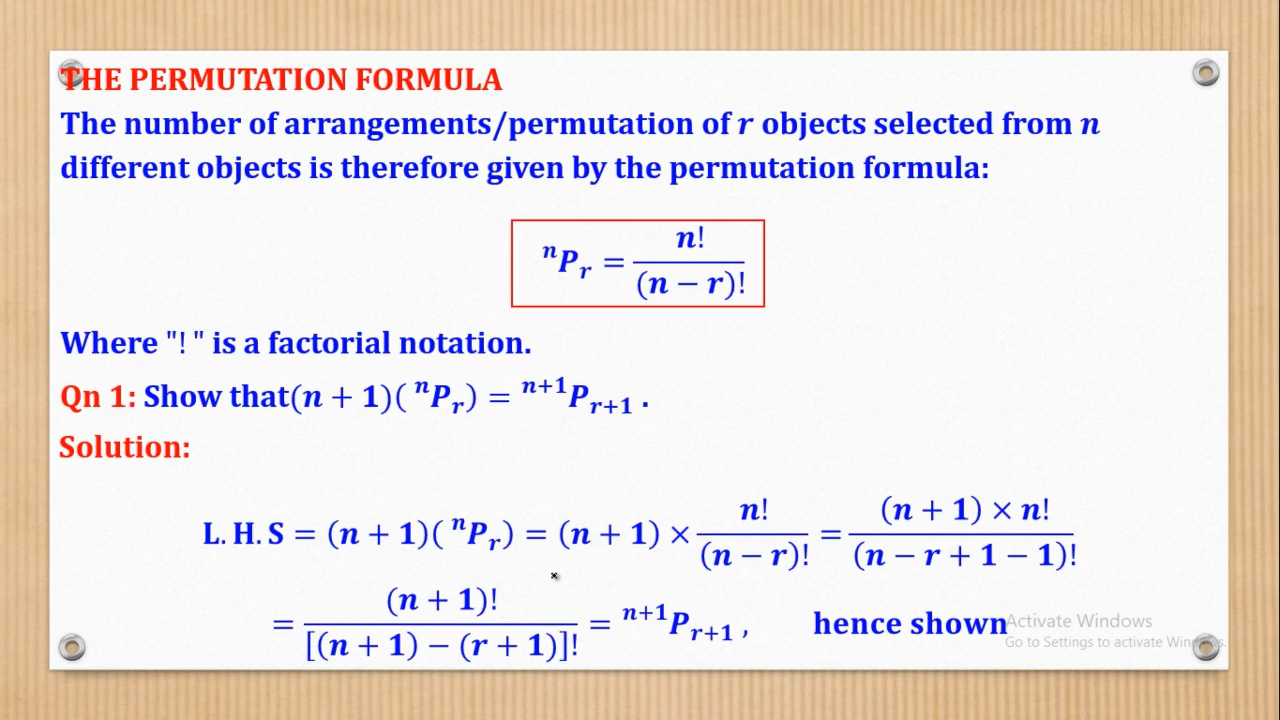 THE PERMUTATION FORMULA
The number of arrangements/permutation of r objects selected from n
different objects is therefore given by the permutation formula:
ⁿPᵣ = n!/(n − r)!
Where "! " is a factorial notation.
Qn 1: Show that(n + 1)( ⁿPᵣ) = ⁿ⁺¹Pᵣ₊₁ .
Solution:
L. H. S = (n + 1)( ⁿPᵣ) = (n + 1) × n!/(n − r)! = (n + 1) × n!/(n − r + 1 − 1)!
= (n + 1)!/[(n + 1) − (r + 1)]! = ⁿ⁺¹Pᵣ₊₁ , hence shown
Activate Windows
Go to Settings to activate Windows.